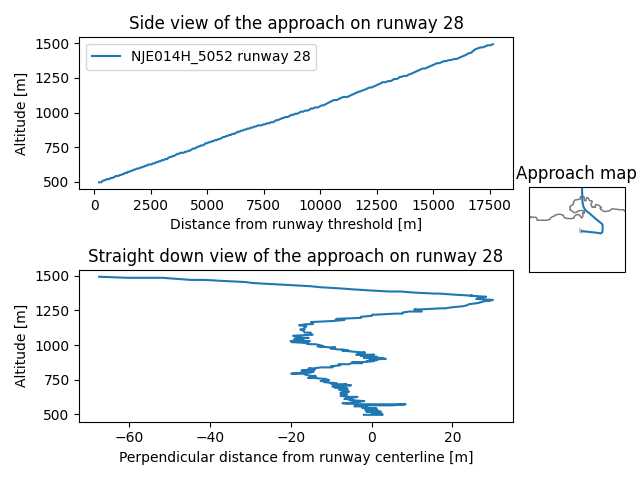 Side view of the approach on runway 28
1500
1250
1000
750
500
Altitude [m]
NJE014H_5052 runway 28
0 2500 5000 7500 10000 12500 15000 17500
Distance from runway threshold [m]
Approach map
Straight down view of the approach on runway 28
1500
1250
1000
750
500
Altitude [m]
−60 −40 −20 0 20
Perpendicular distance from runway centerline [m]